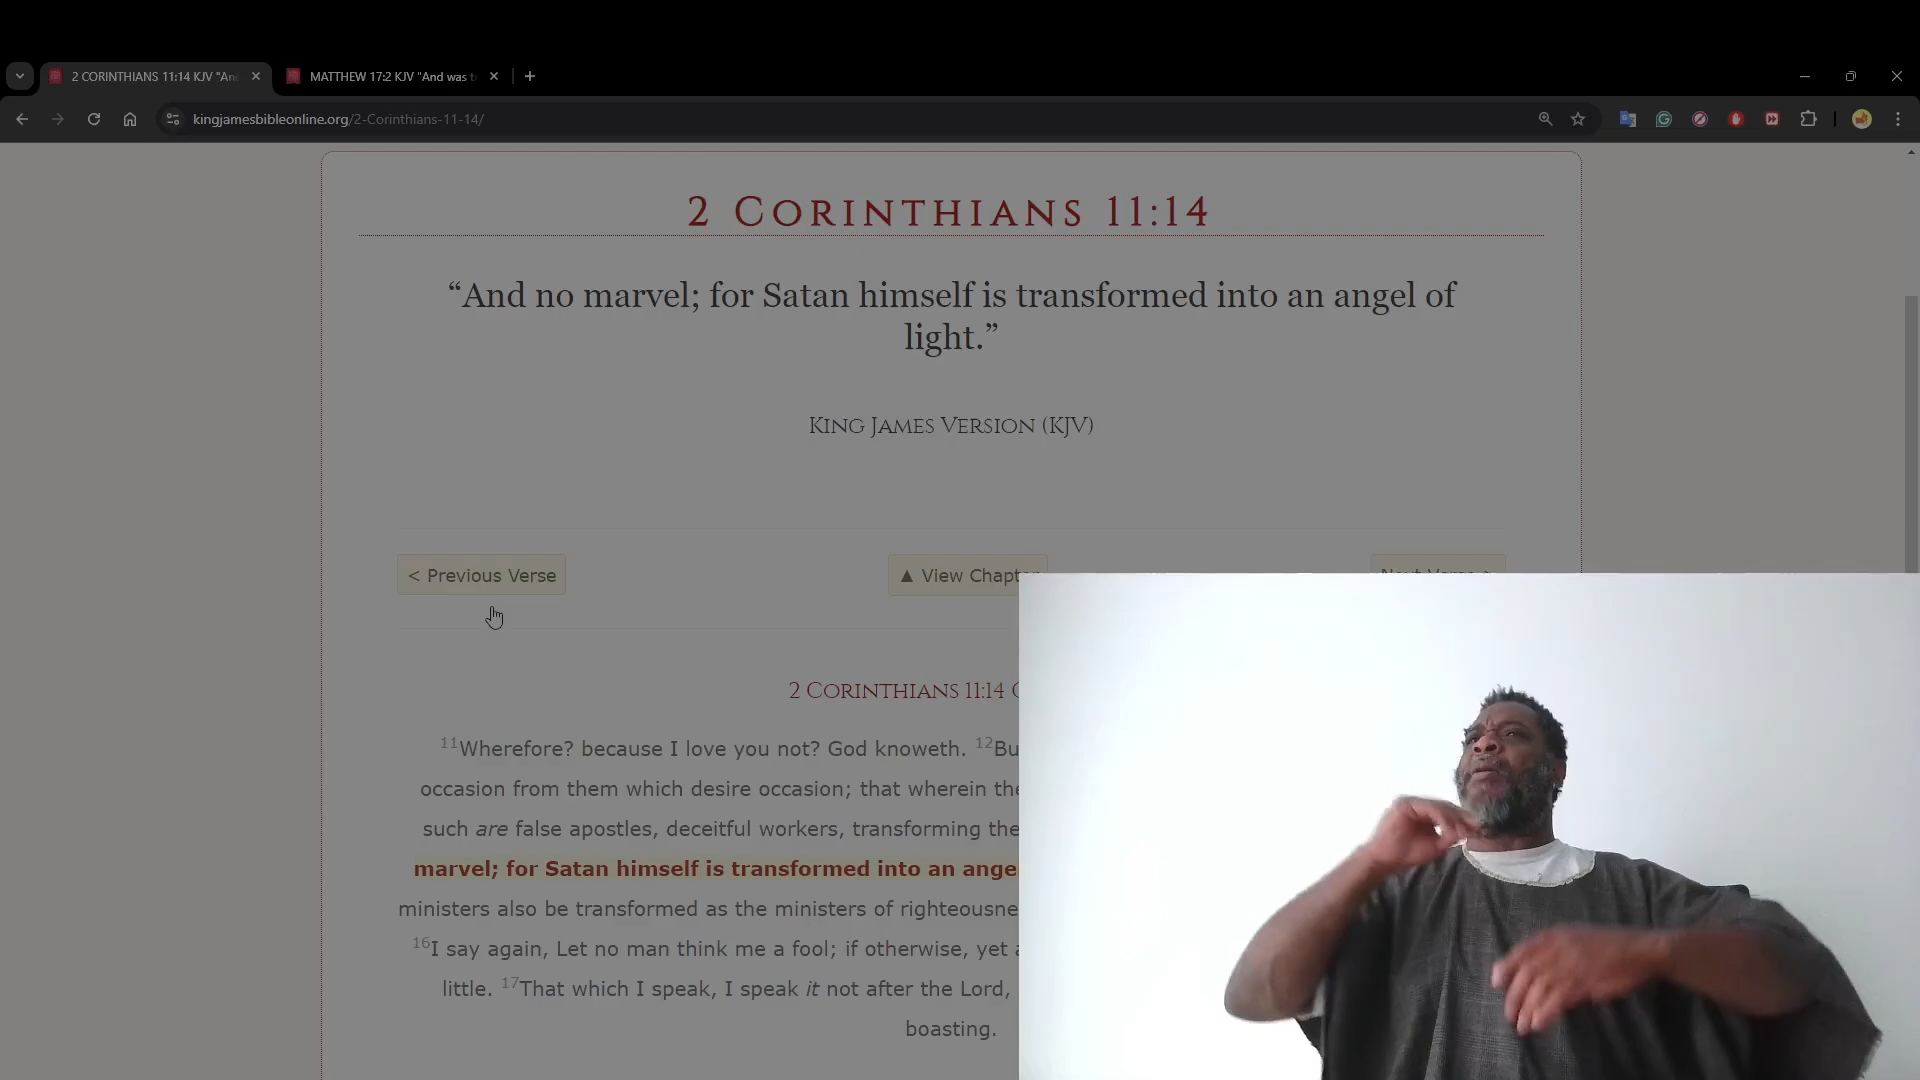 2 CORINTHIANS 11:14 KJV "An
MATTHEW 17:2 KJV "And was t
kingjamesbibleonline.org/2-Corinthians-11-14/
2 Corinthians 11:14
“And no marvel; for Satan himself is transformed into an angel of
light.”
King James Version (KJV)
< Previous Verse
▲ View Chapter
Next Verse >
2 Corinthians 11:14
11Wherefore? because I love you not? God knoweth. 12Bu
occasion from them which desire occasion; that wherein the
such are false apostles, deceitful workers, transforming the
marvel; for Satan himself is transformed into an ange
ministers also be transformed as the ministers of righteousne
16I say again, Let no man think me a fool; if otherwise, yet a
little. 17That which I speak, I speak it not after the Lord,
boasting.